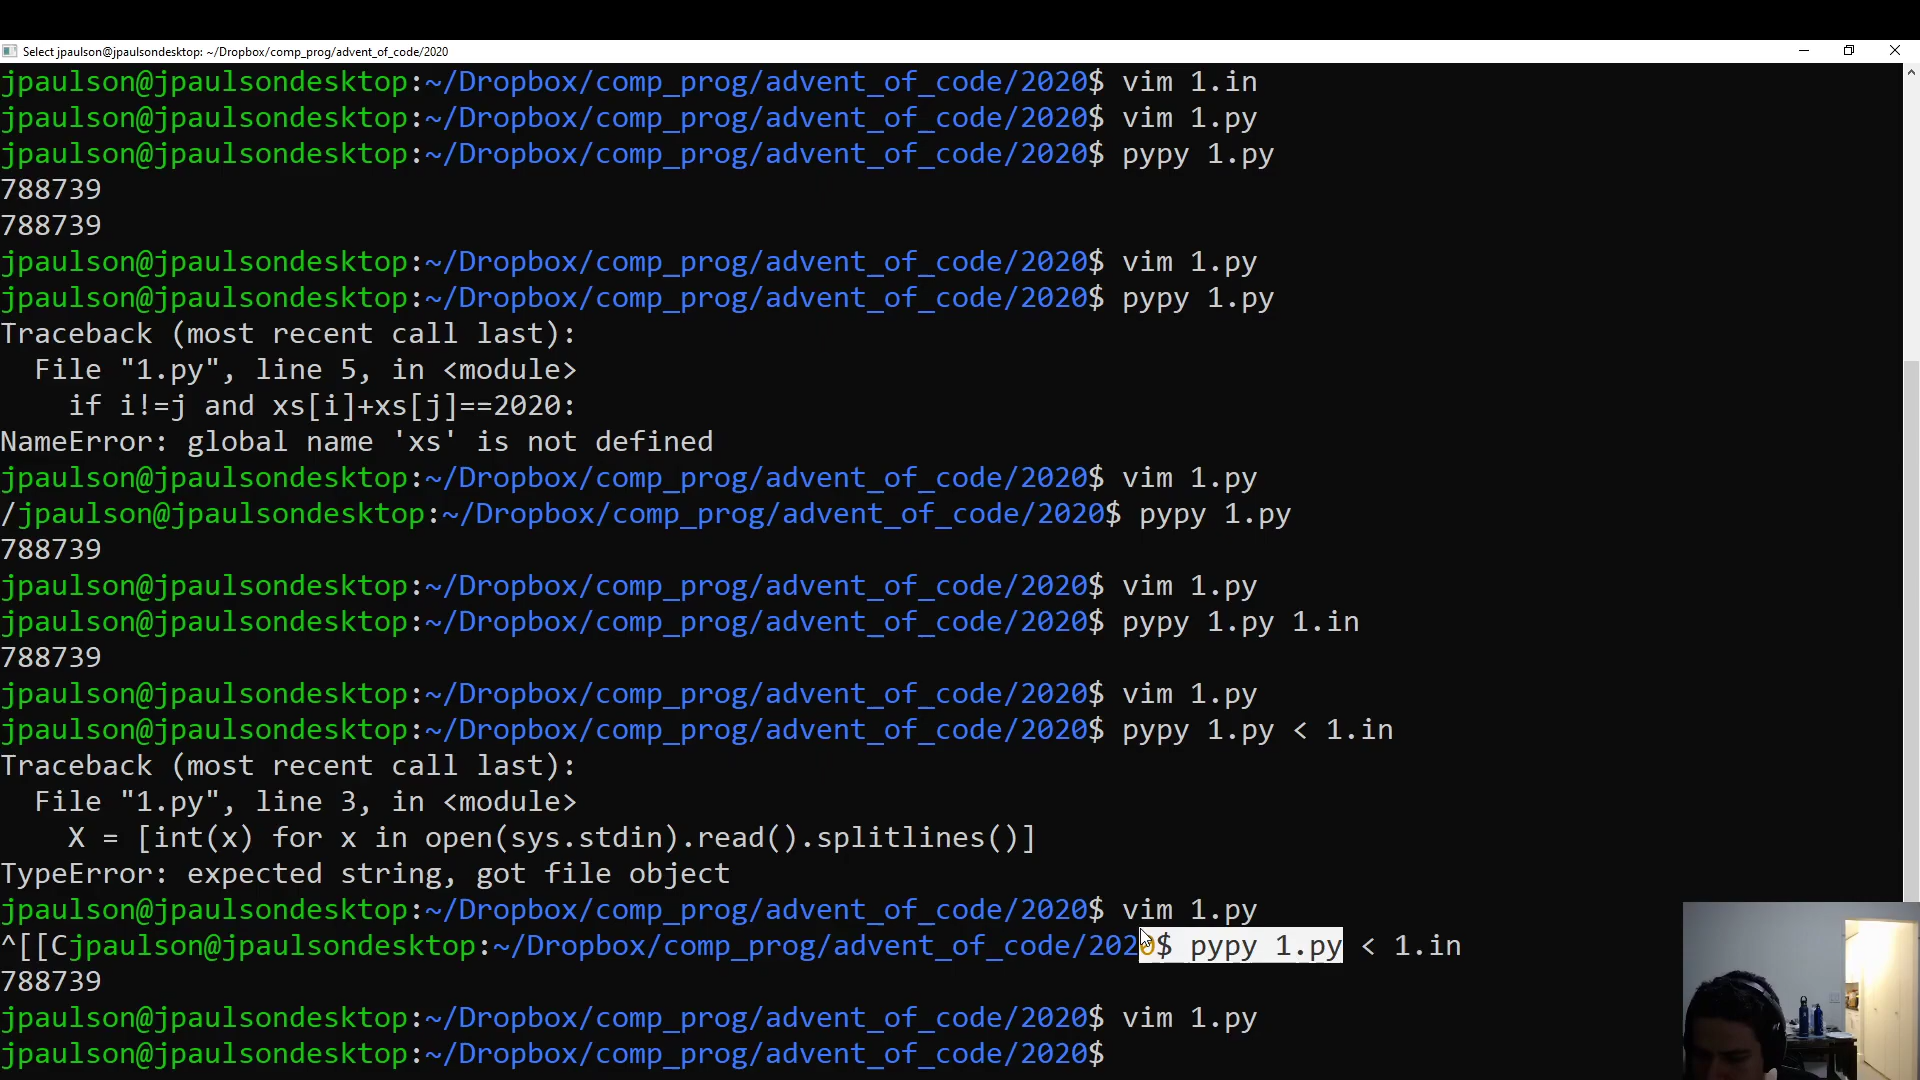 Select jpaulson@jpaulsondesktop: ~/Dropbox/comp_prog/advent_of_code/2020
jpaulson@jpaulsondesktop:~/Dropbox/comp_prog/advent_of_code/2020$ vim 1.in
jpaulson@jpaulsondesktop:~/Dropbox/comp_prog/advent_of_code/2020$ vim 1.py
jpaulson@jpaulsondesktop:~/Dropbox/comp_prog/advent_of_code/2020$ pypy 1.py
788739
788739
jpaulson@jpaulsondesktop:~/Dropbox/comp_prog/advent_of_code/2020$ vim 1.py
jpaulson@jpaulsondesktop:~/Dropbox/comp_prog/advent_of_code/2020$ pypy 1.py
Traceback (most recent call last):
  File "1.py", line 5, in <module>
    if i!=j and xs[i]+xs[j]==2020:
NameError: global name 'xs' is not defined
jpaulson@jpaulsondesktop:~/Dropbox/comp_prog/advent_of_code/2020$ vim 1.py
/jpaulson@jpaulsondesktop:~/Dropbox/comp_prog/advent_of_code/2020$ pypy 1.py
788739
jpaulson@jpaulsondesktop:~/Dropbox/comp_prog/advent_of_code/2020$ vim 1.py
jpaulson@jpaulsondesktop:~/Dropbox/comp_prog/advent_of_code/2020$ pypy 1.py 1.in
788739
jpaulson@jpaulsondesktop:~/Dropbox/comp_prog/advent_of_code/2020$ vim 1.py
jpaulson@jpaulsondesktop:~/Dropbox/comp_prog/advent_of_code/2020$ pypy 1.py < 1.in
Traceback (most recent call last):
  File "1.py", line 3, in <module>
    X = [int(x) for x in open(sys.stdin).read().splitlines()]
TypeError: expected string, got file object
jpaulson@jpaulsondesktop:~/Dropbox/comp_prog/advent_of_code/2020$ vim 1.py
^[[Cjpaulson@jpaulsondesktop:~/Dropbox/comp_prog/advent_of_code/2020$ pypy 1.py < 1.in
788739
jpaulson@jpaulsondesktop:~/Dropbox/comp_prog/advent_of_code/2020$ vim 1.py
jpaulson@jpaulsondesktop:~/Dropbox/comp_prog/advent_of_code/2020$